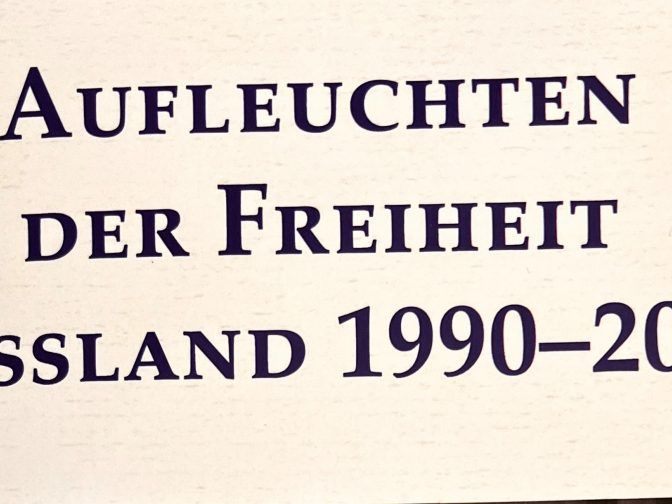 AUFLEUCHTEN
DER FREIHEIT
SSLAND 1990–20